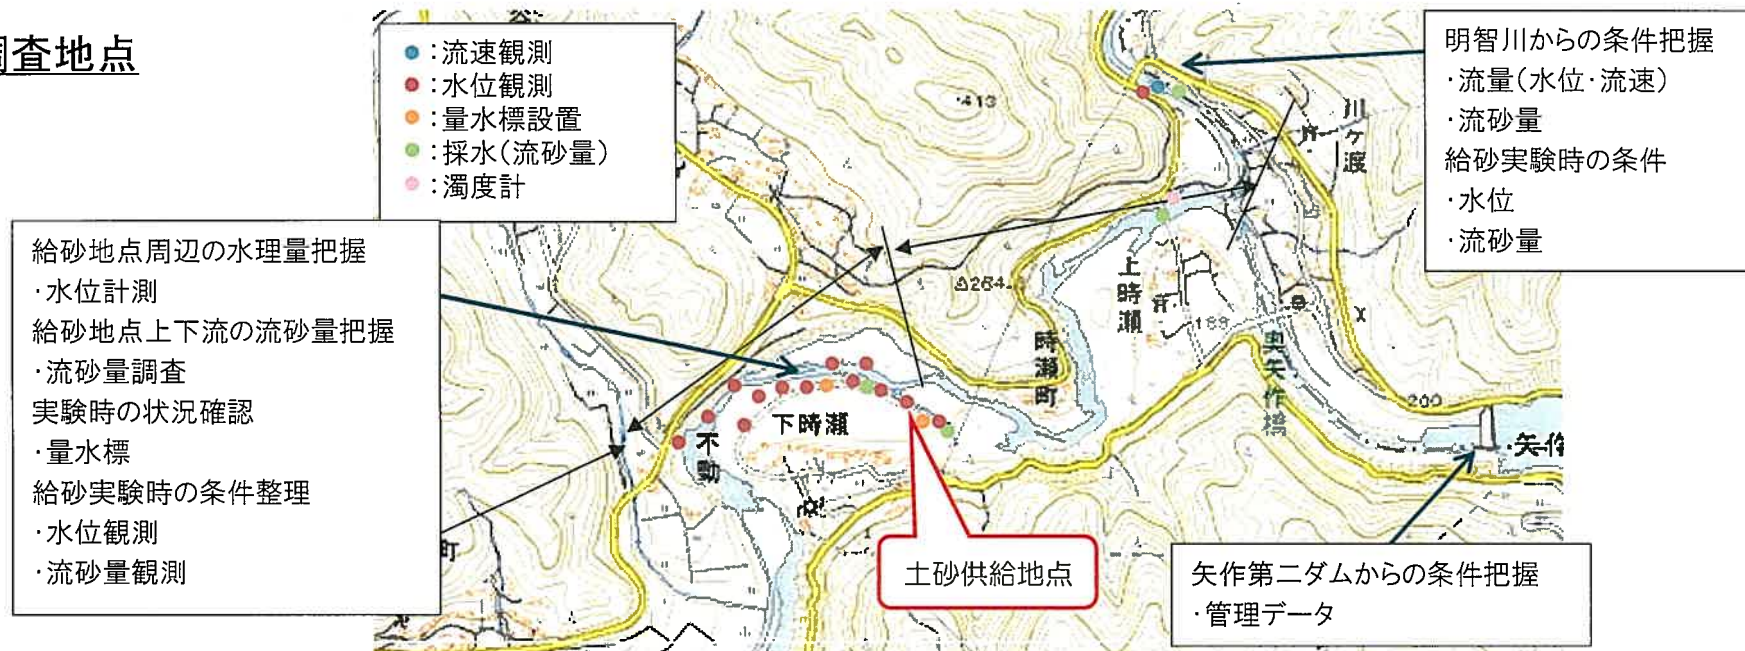 調査地点
：流速観測
：水位観測
：量水標設置
：採水（流砂量）
：濁度計
明智川からの条件把握
・流量（水位・流速）
・流砂量
給砂実験時の条件
・水位
・流砂量
給砂地点周辺の水理量把握
・水位計測
給砂地点上下流の流砂量把握
・流砂量調査
実験時の状況確認
・量水標
給砂実験時の条件整理
・水位観測
・流砂量観測
・413
川ケ渡
上時瀬
△264
188
時瀬町
奥矢作橋
200
・矢作
下時瀬
不動
町
土砂供給地点
矢作第二ダムからの条件把握
・管理データ